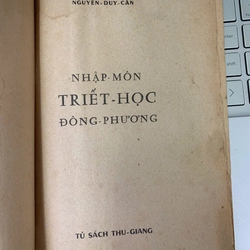 NGUYỄN-DUY-CẦN
NHẬP-MÔN
TRIẾT-HỌC
ĐÔNG-PHƯƠNG
TỦ SÁCH THU-GIANG